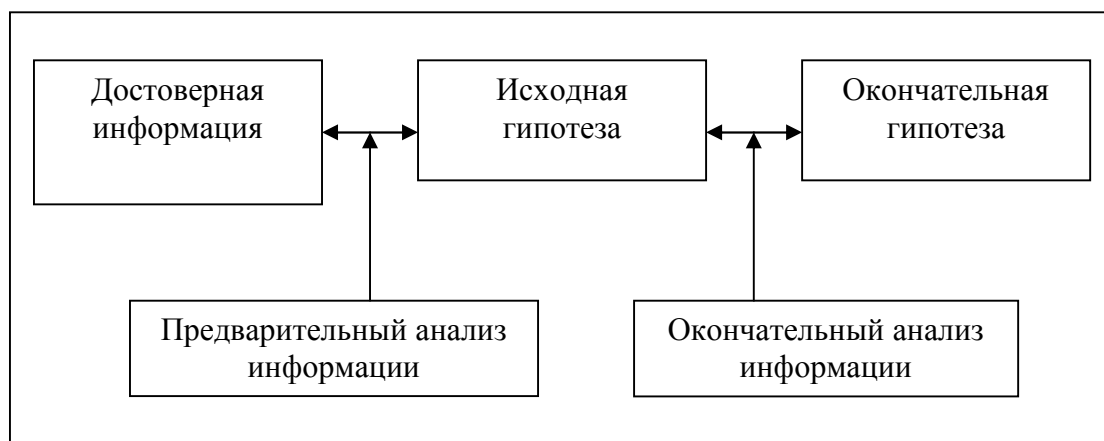 Достоверная
информация
Исходная
гипотеза
Окончательная
гипотеза
Предварительный анализ
информации
Окончательный анализ
информации